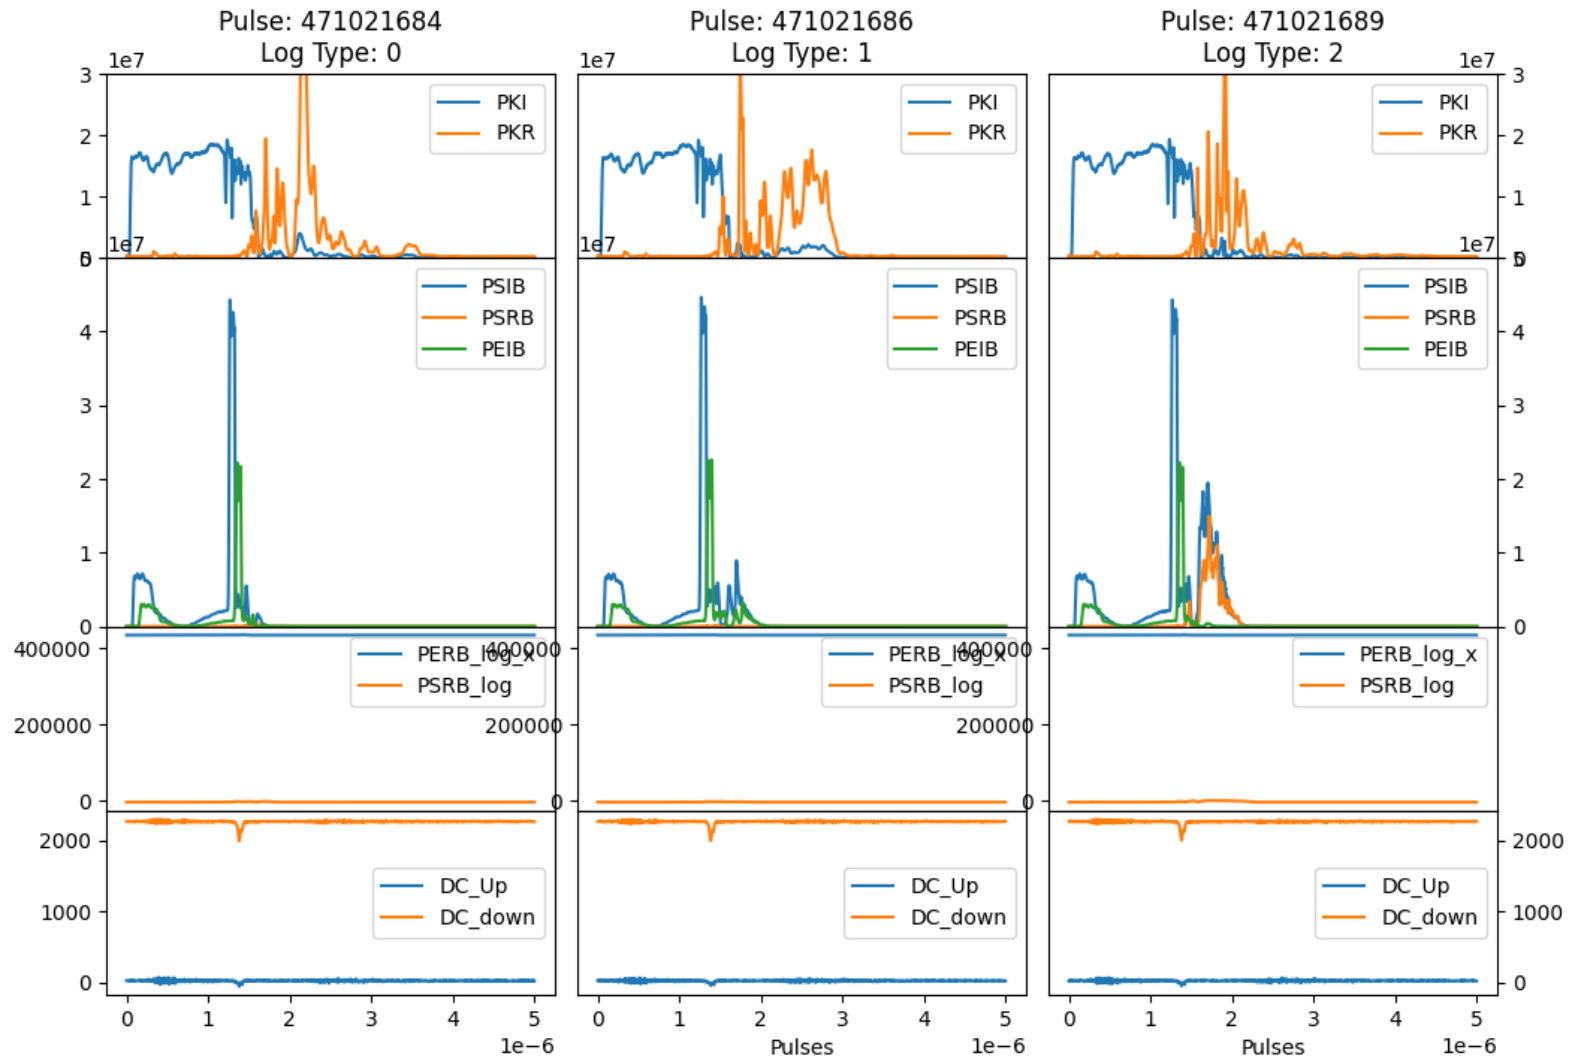 Pulse: 471021684
Log Type: 0
Pulse: 471021686
Log Type: 1
Pulse: 471021689
Log Type: 2
1e7
1e7
1e7
3
2
1
0
3
2
1
0
PKI
PKR
PKI
PKR
PKI
PKR
1e7
1e7
1e7
5
4
3
2
1
0
5
4
3
2
1
0
PSIB
PSRB
PEIB
PSIB
PSRB
PEIB
PSIB
PSRB
PEIB
400000
200000
0
400000
200000
0
400000
200000
0
PERB_log_x
PSRB_log
PERB_log_x
PSRB_log
PERB_log_x
PSRB_log
2000
1000
0
2000
1000
0
DC_Up
DC_down
DC_Up
DC_down
DC_Up
DC_down
0 1 2 3 4 5
1e−6
0 1 2 3 4 5
Pulses
1e−6
0 1 2 3 4 5
Pulses
1e−6